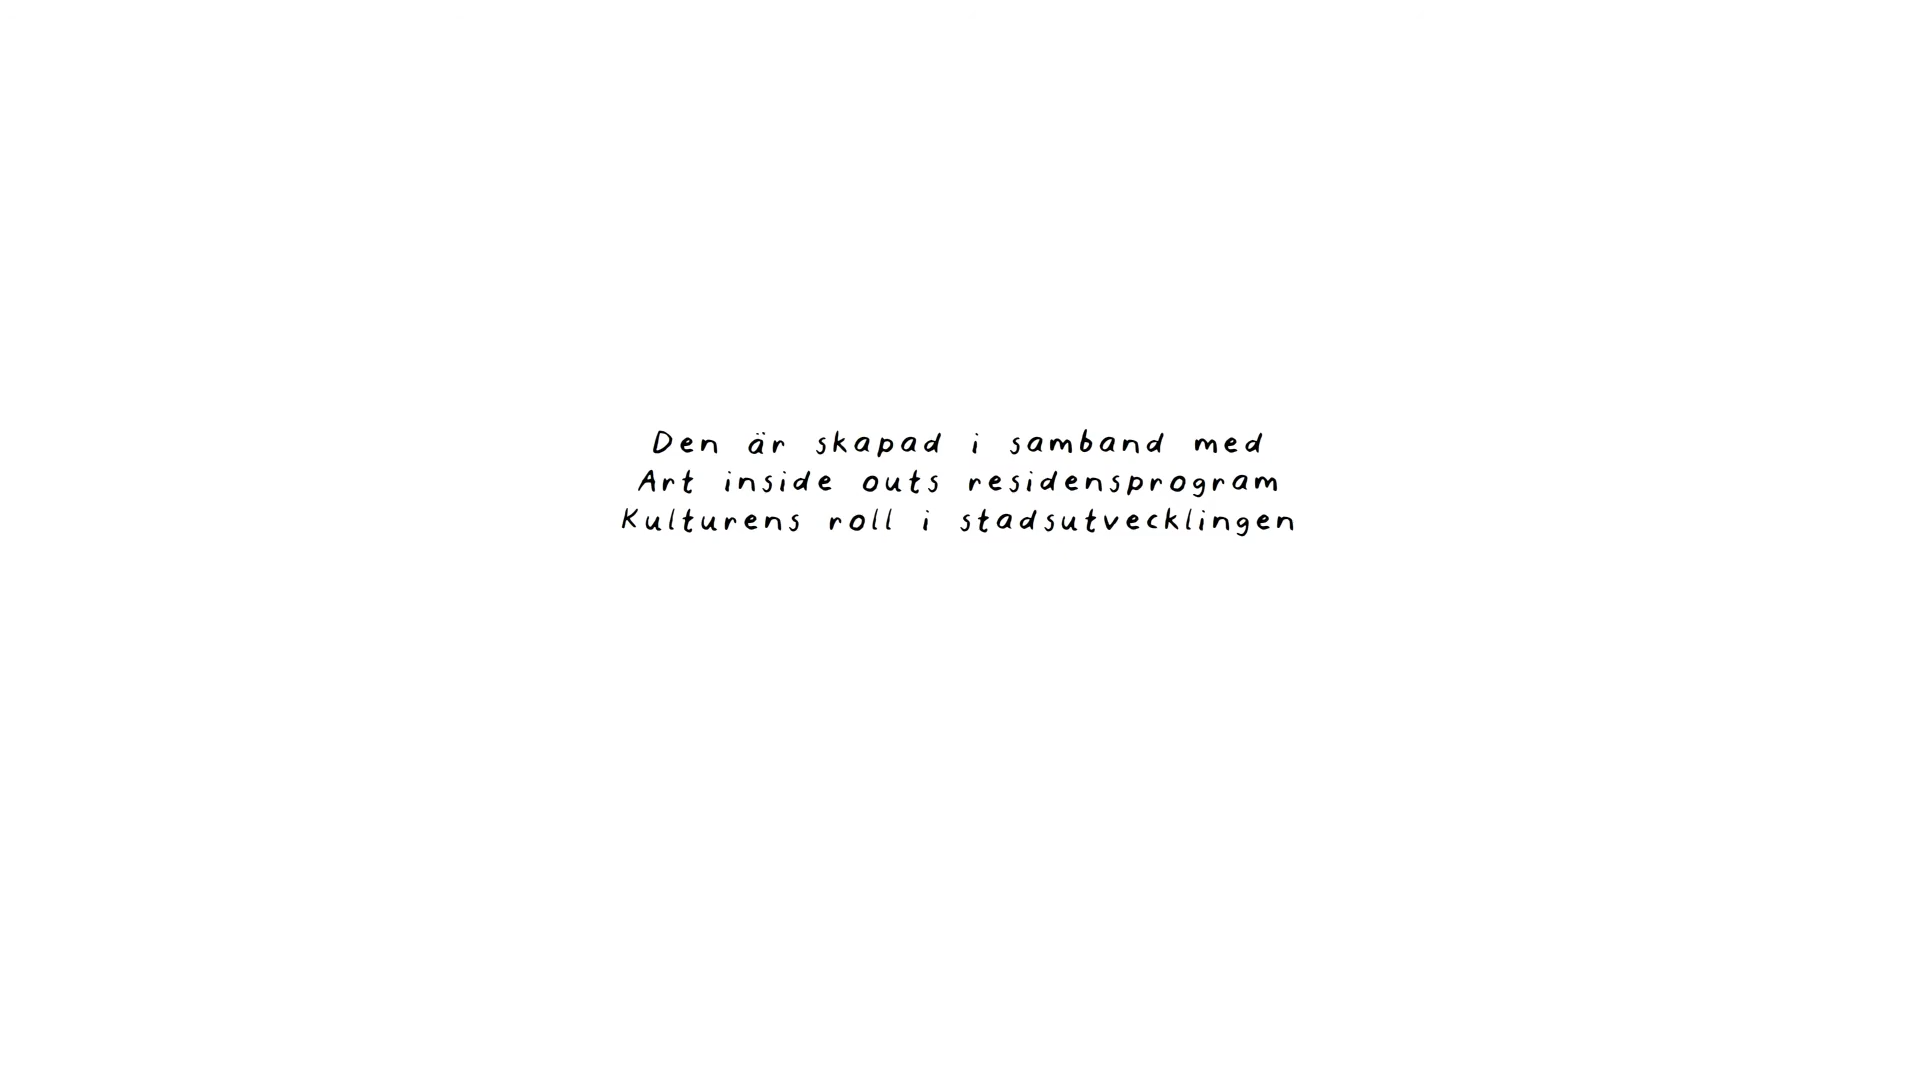 Den är skapad i samband med
Art inside outs residensprogram
Kulturens roll i stadsutvecklingen